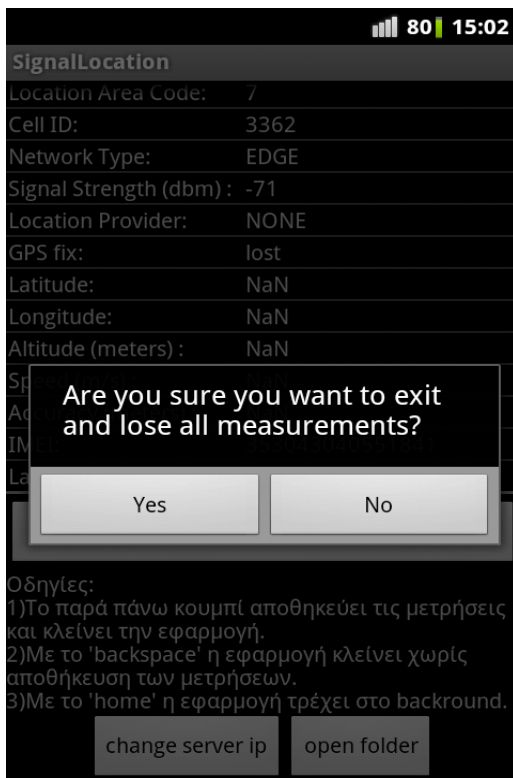 80 15:02
SignalLocation
Location Area Code: 7
Cell ID: 3362
Network Type: EDGE
Signal Strength (dbm) : -71
Location Provider: NONE
GPS fix: lost
Latitude: NaN
Longitude: NaN
Altitude (meters) : NaN
Are you sure you want to exit
and lose all measurements?
IMEI:
Yes No
Οδηγίες:
1)Το παρά πάνω κουμπί αποθηκεύει τις μετρήσεις
και κλείνει την εφαρμογή.
2)Με το 'backspace' η εφαρμογή κλείνει χωρίς
αποθήκευση των μετρήσεων.
3)Με το 'home' η εφαρμογή τρέχει στο backround.
change server ip open folder